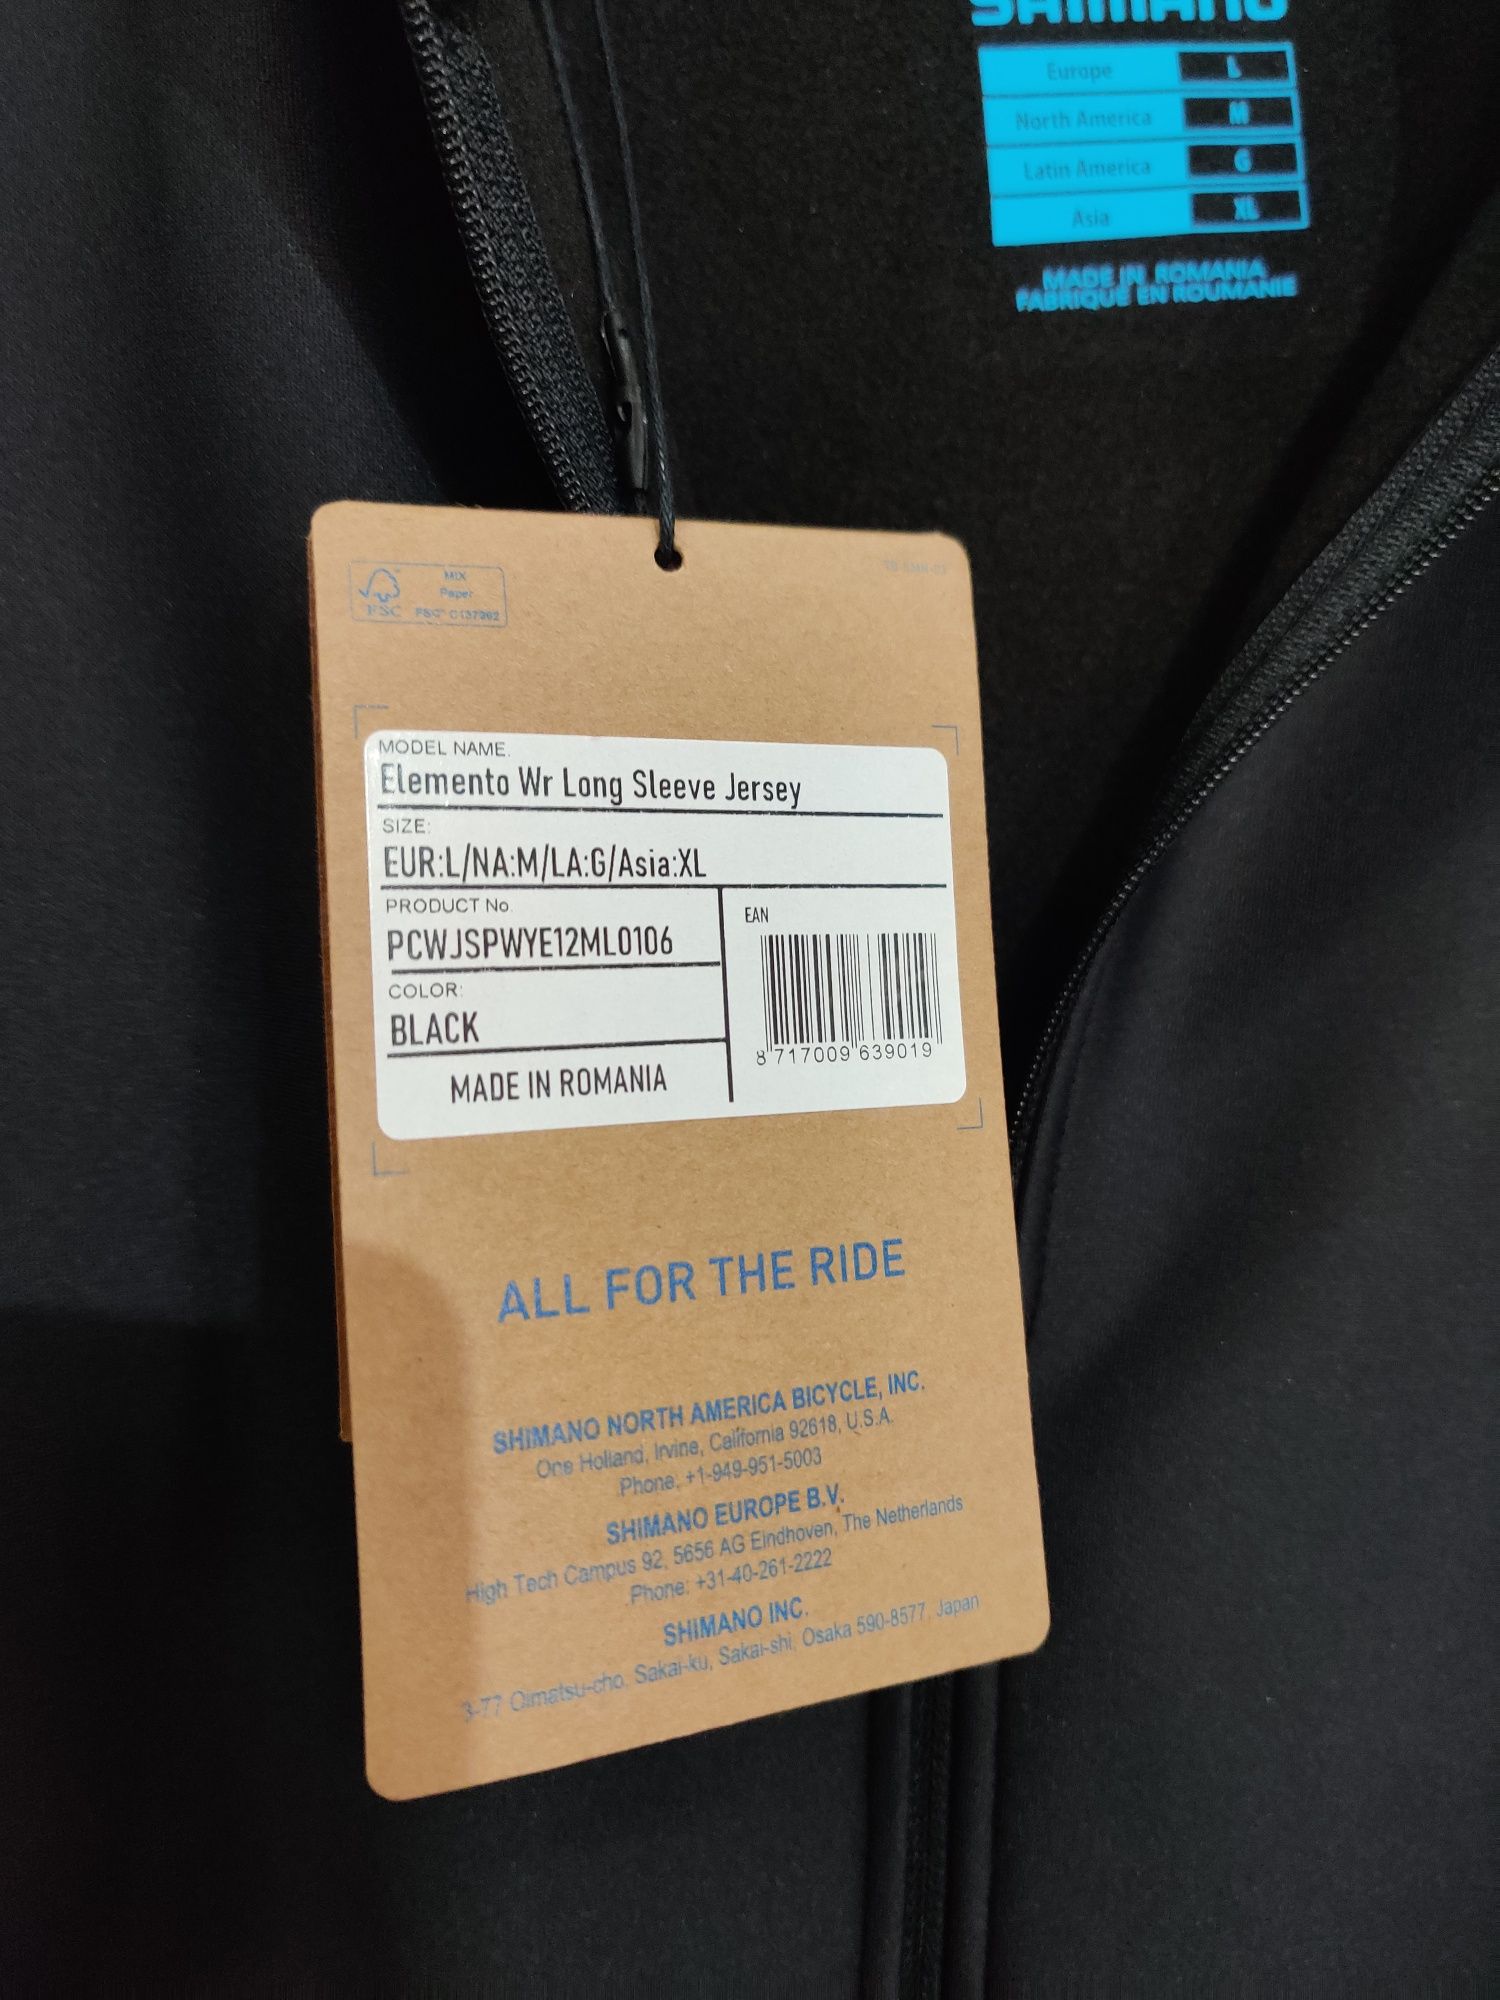 SHIMANO
Europe L
North America M
Latin America G
Asia XL
MADE IN ROMANIA
FABRIQUÉ EN ROUMANIE
MIX
Paper
FSC
MODEL NAME:
Elemento Wr Long Sleeve Jersey
SIZE:
EUR:L/NA:M/LA:G/Asia:XL
PRODUCT No.
PCWJSPWYE12ML0106
COLOR:
BLACK
MADE IN ROMANIA
EAN
8 717009 639019
ALL FOR THE RIDE
SHIMANO NORTH AMERICA BICYCLE, INC.
One Holland, Irvine, California 92618, U.S.A.
Phone: +1-949-951-5003
SHIMANO EUROPE B.V.
High Tech Campus 92, 5656 AG Eindhoven, The Netherlands
Phone: +31-40-261-2222
SHIMANO INC.
3-77 Oimatsu-cho, Sakai-ku, Sakai-shi, Osaka 590-8577, Japan